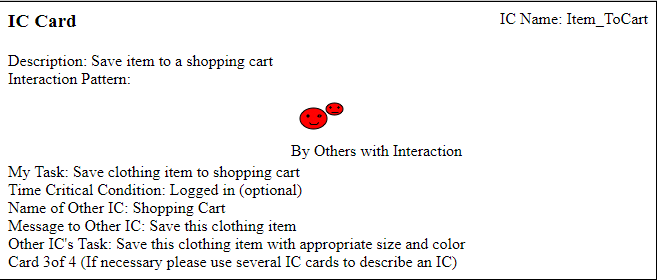 IC Card
IC Name: Item_ToCart
Description: Save item to a shopping cart
Interaction Pattern:
By Others with Interaction
My Task: Save clothing item to shopping cart
Time Critical Condition: Logged in (optional)
Name of Other IC: Shopping Cart
Message to Other IC: Save this clothing item
Other IC's Task: Save this clothing item with appropriate size and color
Card 3of 4 (If necessary please use several IC cards to describe an IC)